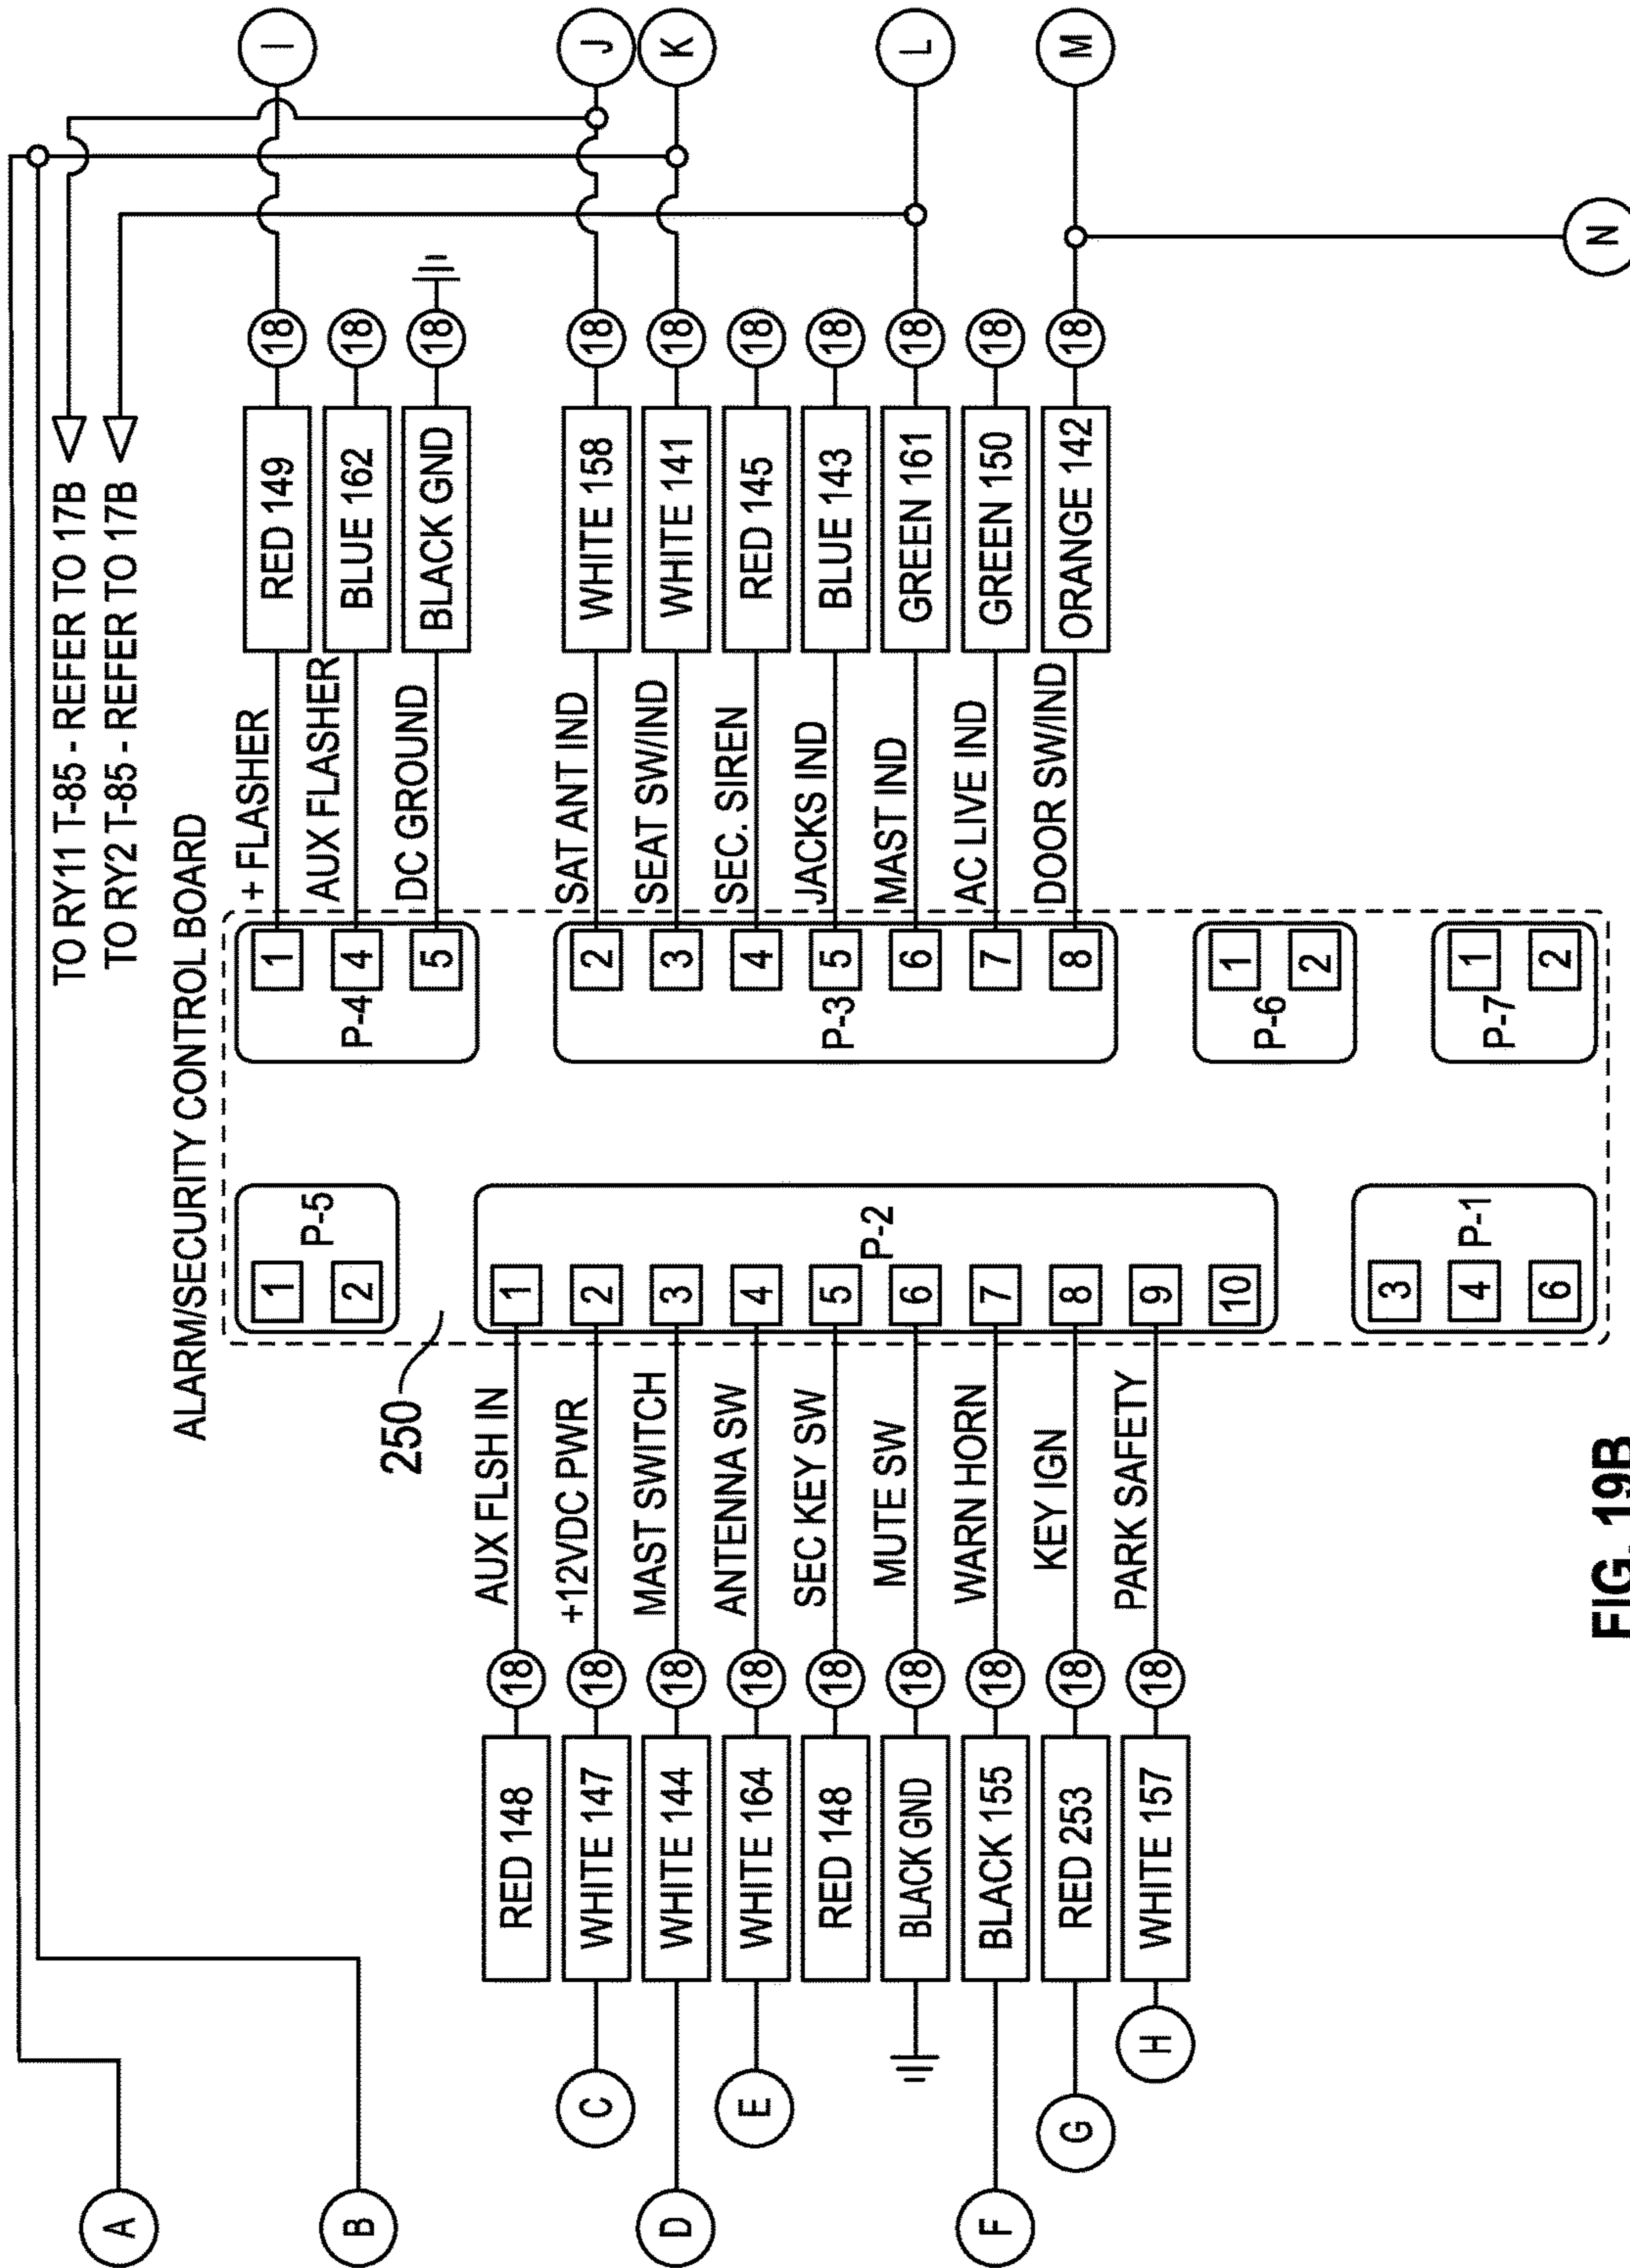 TO RY11 T-85 - REFER TO 17B
TO RY2 T-85 - REFER TO 17B
ALARM/SECURITY CONTROL BOARD
250
A
B
C
D
E
F
G
H
RED 148 18 AUX FLSH IN 1
WHITE 147 18 +12VDC PWR 2
WHITE 144 18 MAST SWITCH 3
WHITE 164 18 ANTENNA SW 4
RED 148 18 SEC KEY SW 5
BLACK GND 18 MUTE SW 6
BLACK 155 18 WARN HORN 7
RED 253 18 KEY IGN 8
WHITE 157 18 PARK SAFETY 9
10
P-2
P-5
1
2
P-1
3
4
6
P-4
1 + FLASHER RED 149 18 I
4 AUX FLASHER BLUE 162 18
5 DC GROUND BLACK GND 18
P-3
2 SAT ANT IND WHITE 158 18 J
3 SEAT SW/IND WHITE 141 18 K
4 SEC. SIREN RED 145 18
5 JACKS IND BLUE 143 18
6 MAST IND GREEN 161 18 L
7 AC LIVE IND GREEN 150 18
8 DOOR SW/IND ORANGE 142 18 M
P-6
1
2
P-7
1
2
N
FIG. 19B